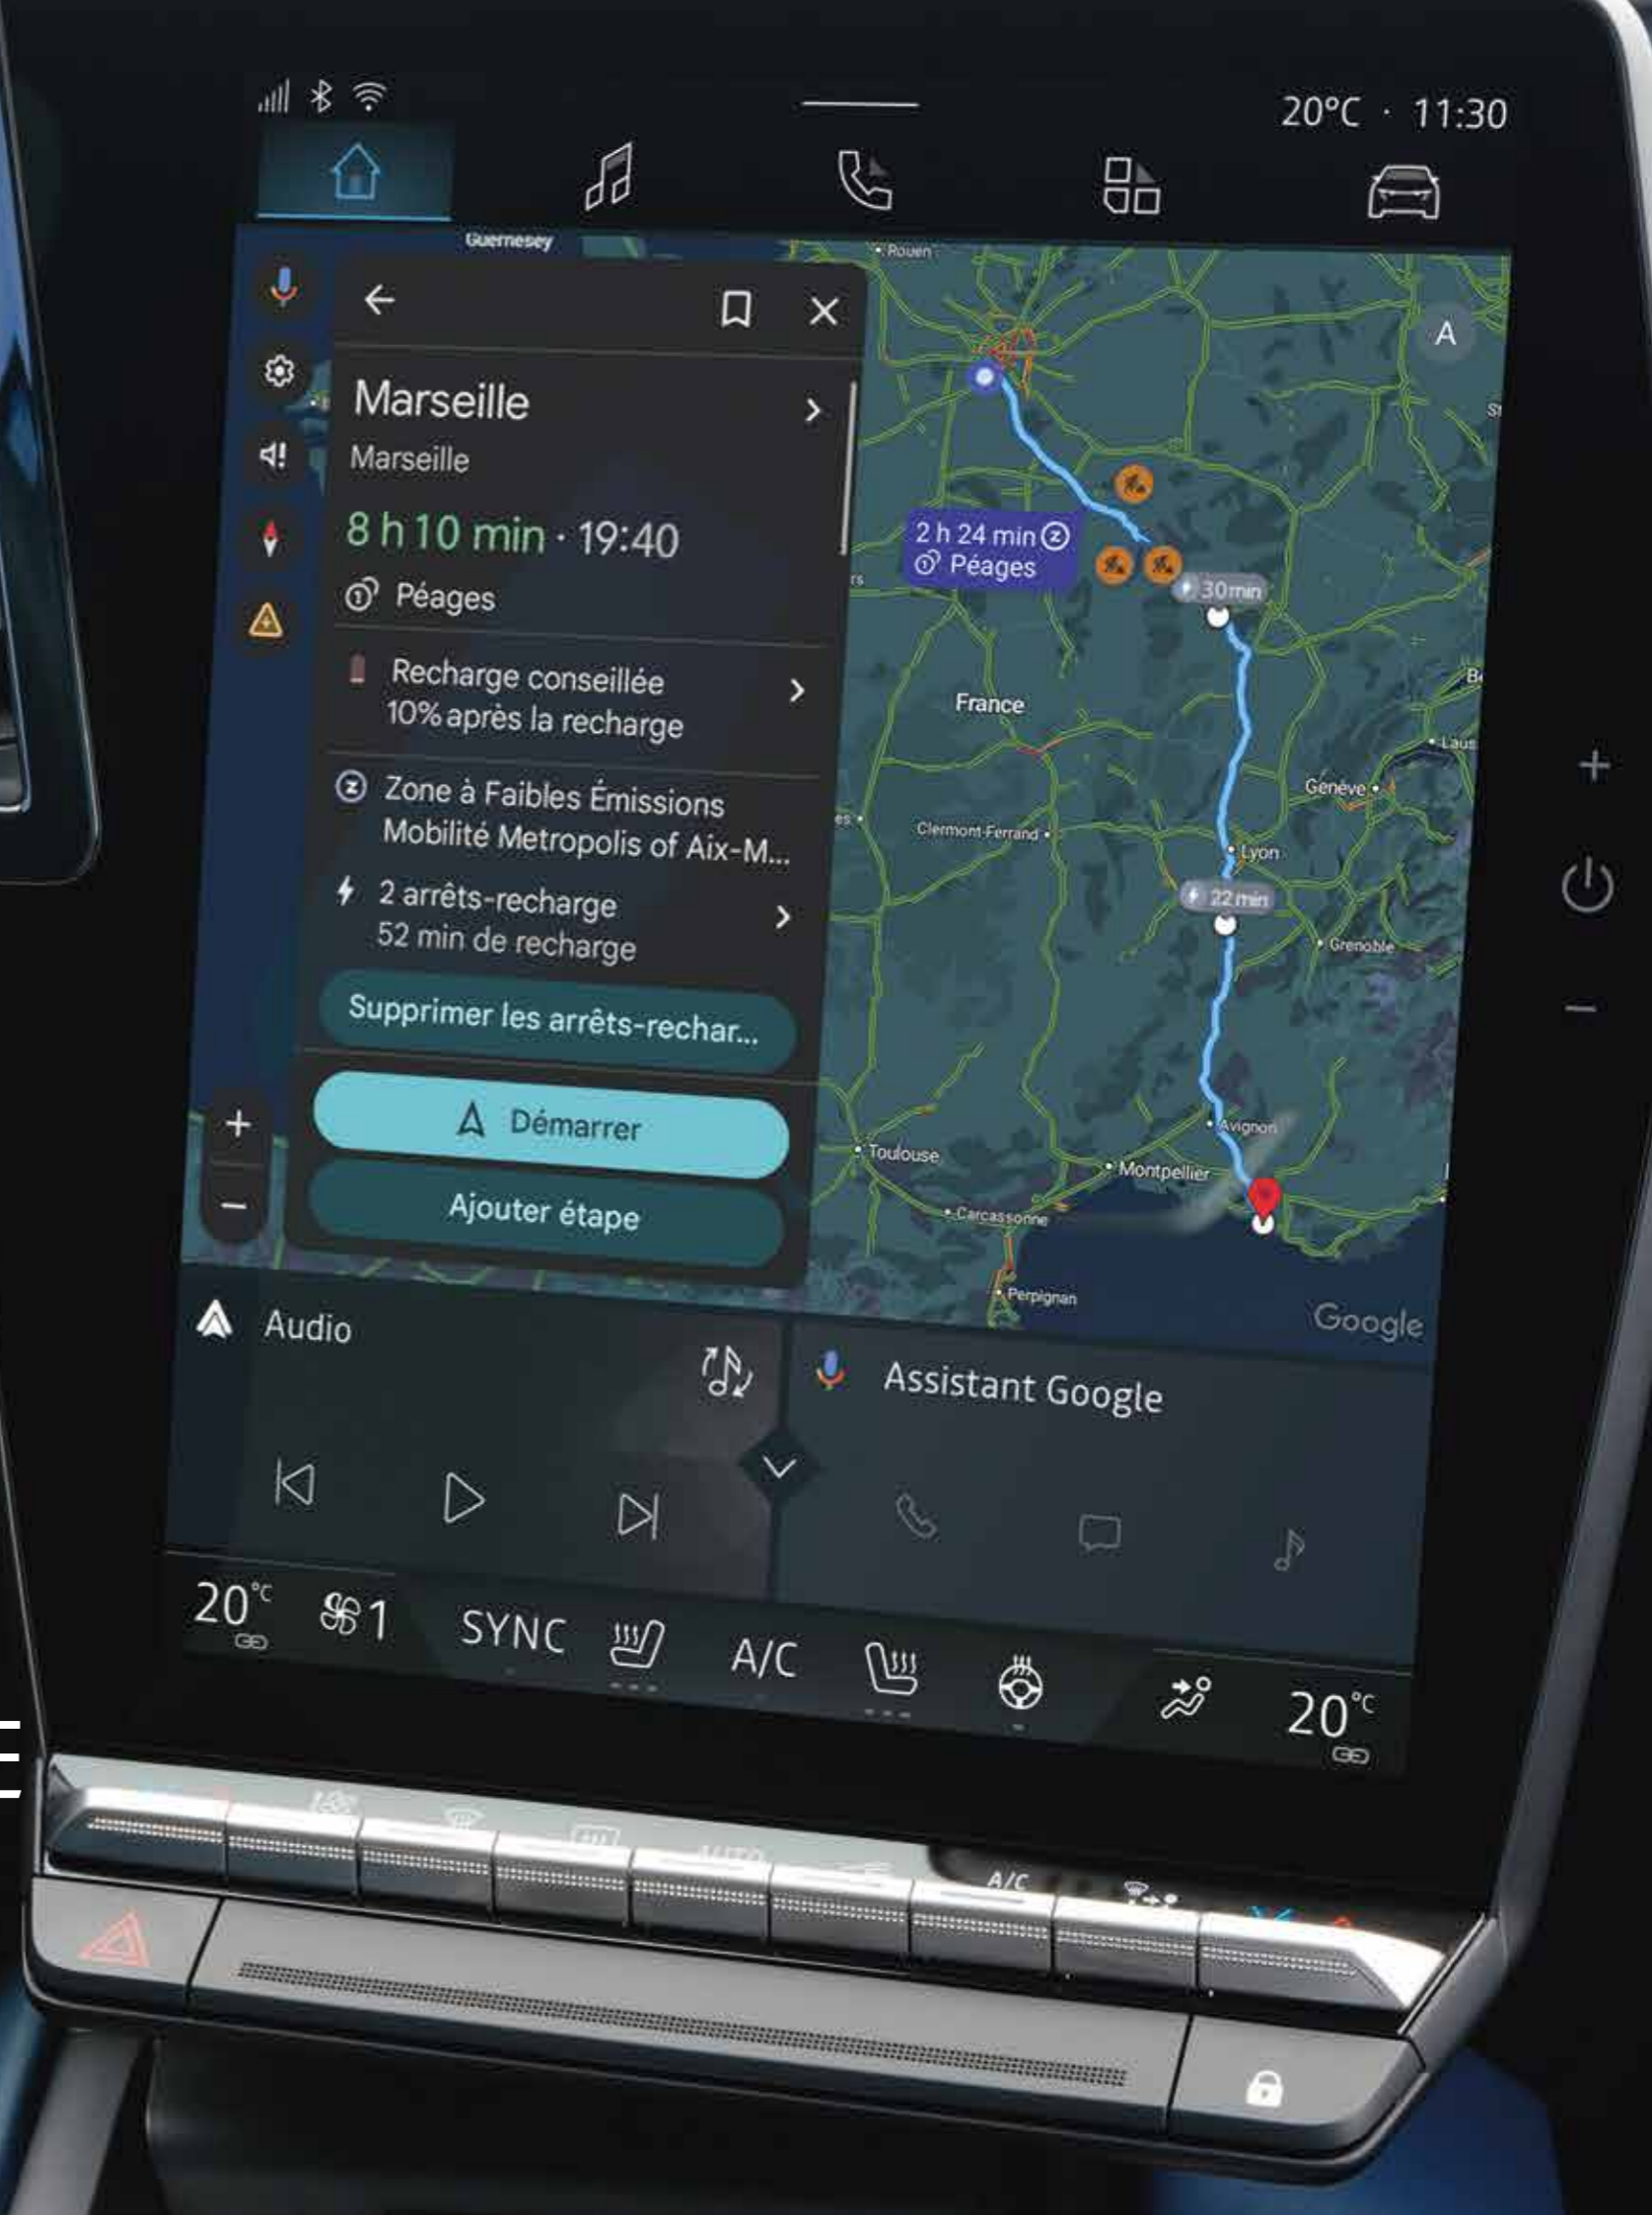 20°C · 11:30
Guernesey
Rouen
A
Marseille
Marseille
8 h 10 min · 19:40
Péages
Recharge conseillée
10% après la recharge
Zone à Faibles Émissions
Mobilité Metropolis of Aix-M...
2 arrêts-recharge
52 min de recharge
Supprimer les arrêts-rechar...
Démarrer
Ajouter étape
+
−
2 h 24 min
Péages
30 min
France
Laus
Genève
Clermont-Ferrand
Lyon
22 min
Grenoble
Avignon
Toulouse
Montpellier
Carcassonne
Perpignan
Google
+
−
Audio
Assistant Google
20°C
1
SYNC
A/C
20°C
E
AUTO
A/C